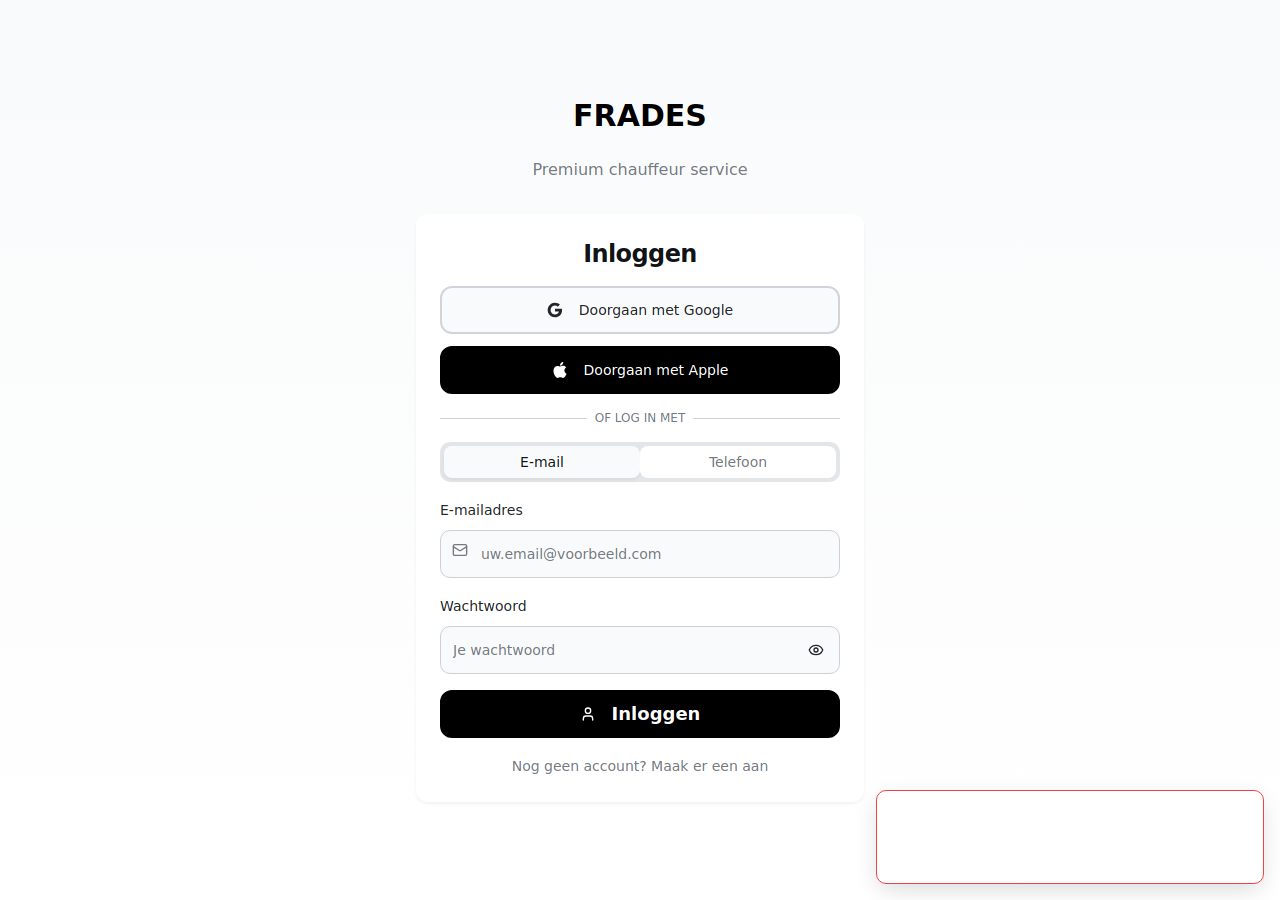 FRADES
Premium chauffeur service
Inloggen
Doorgaan met Google
Doorgaan met Apple
OF LOG IN MET
E-mail
Telefoon
E-mailadres
uw.email@voorbeeld.com
Wachtwoord
Je wachtwoord
Inloggen
Nog geen account? Maak er een aan